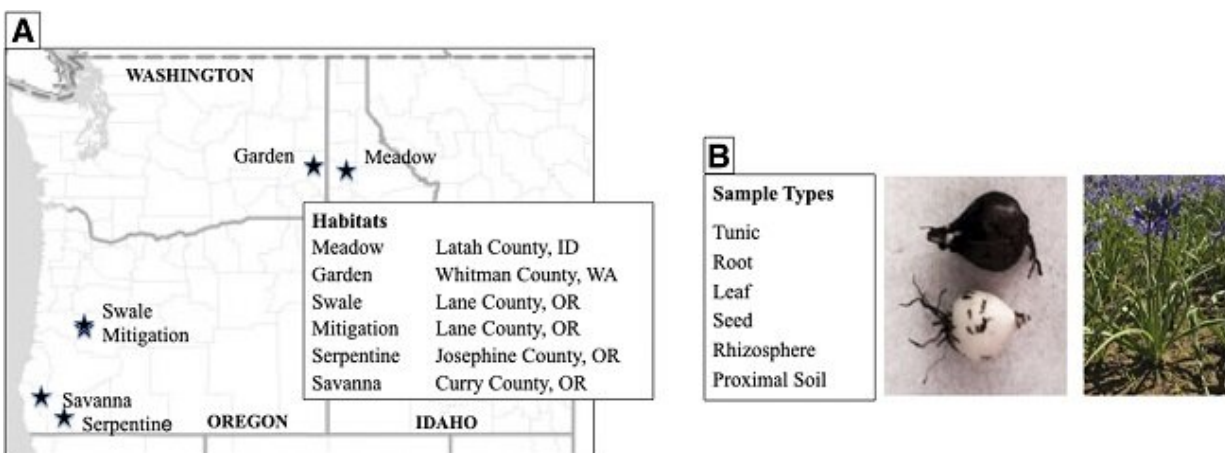 A
WASHINGTON
Garden
Meadow
Habitats
Meadow Latah County, ID
Garden Whitman County, WA
Swale Lane County, OR
Mitigation Lane County, OR
Serpentine Josephine County, OR
Savanna Curry County, OR
Swale
Mitigation
Savanna
Serpentine
OREGON
IDAHO
B
Sample Types
Tunic
Root
Leaf
Seed
Rhizosphere
Proximal Soil